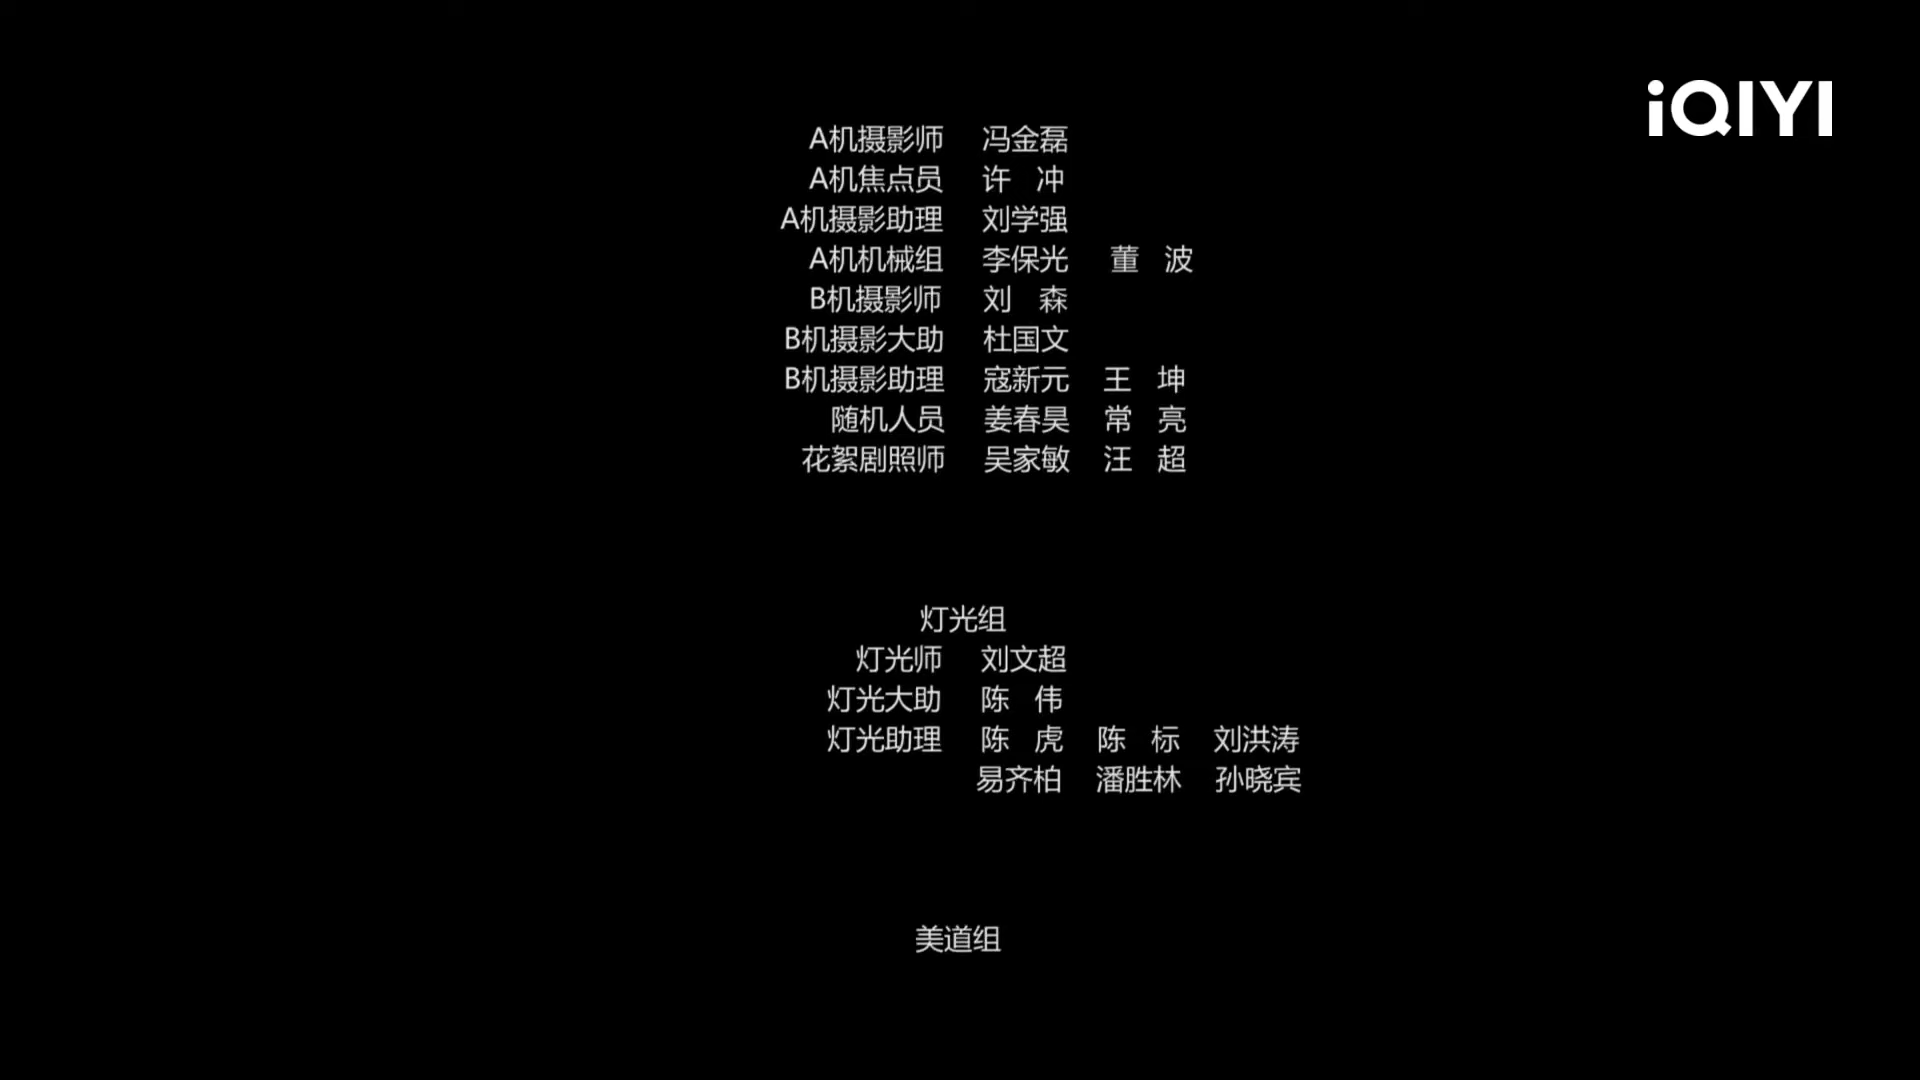 iQIYI
A机摄影师 冯金磊
A机焦点员 许 冲
A机摄影助理 刘学强
A机机械组 李保光 董 波
B机摄影师 刘 森
B机摄影大助 杜国文
B机摄影助理 寇新元 王 坤
随机人员 姜春昊 常 亮
花絮剧照师 吴家敏 汪 超
灯光组
灯光师 刘文超
灯光大助 陈 伟
灯光助理 陈 虎 陈 标 刘洪涛
易齐柏 潘胜林 孙晓宾
美道组